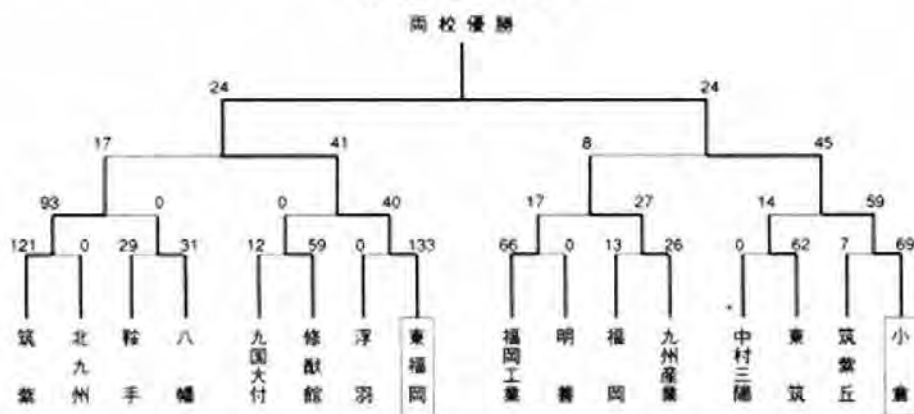 両校優勝
24 24
17 41 8 45
93 0 0 40 17 27 14 59
121 0 29 31 12 59 0 133 66 0 13 26 0 62 7 69
筑紫
北九州
鞍手
八幡
九国大付
修猷館
浮羽
東福岡
福岡工業
明善
福岡
九州産業
中村三陽
東筑
筑紫丘
小倉